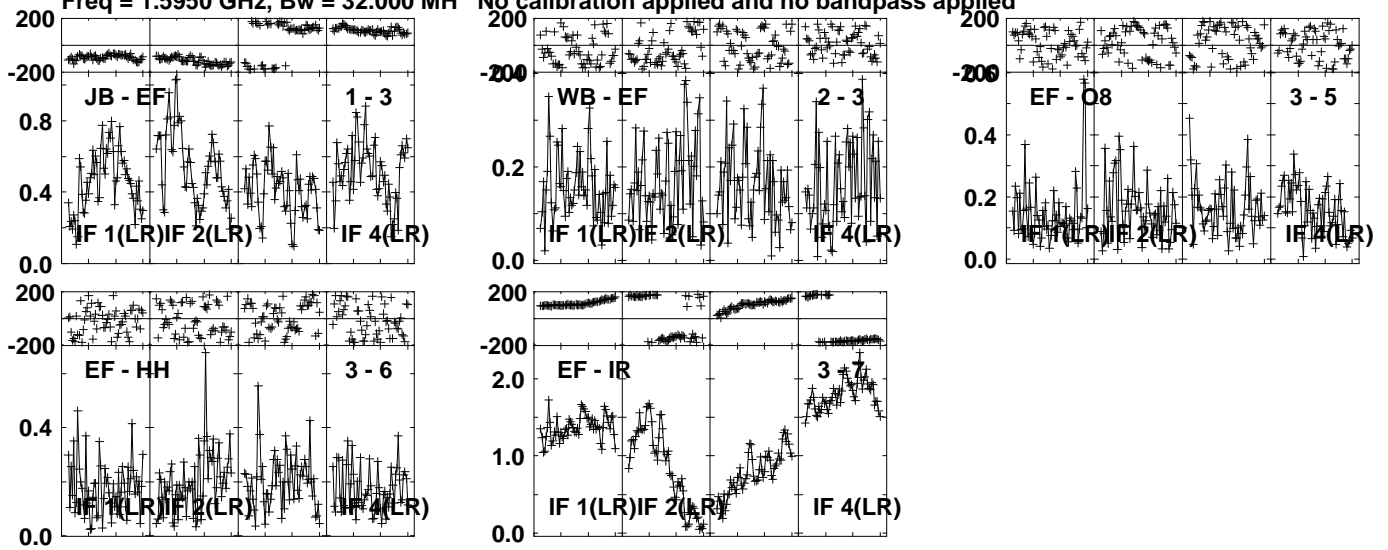 Freq = 1.5950 GHz, Bw = 32.000 MH No calibration applied and no bandpass applied
200
-200
JB - EF 1 - 3
0.8
0.4
0.0
IF 1(LR) IF 2(LR) IF 4(LR)
200
-200
0.4
WB - EF 2 - 3
0.2
0.0
IF 1(LR) IF 2(LR) IF 4(LR)
200
-200
0.6
EF - O8 3 - 5
0.4
0.2
0.0
IF 1(LR) IF 2(LR) IF 4(LR)
200
-200
EF - HH 3 - 6
0.4
0.0
IF 1(LR) IF 2(LR) IF 4(LR)
200
-200
EF - IR 3 - 7
2.0
1.0
0.0
IF 1(LR) IF 2(LR) IF 4(LR)